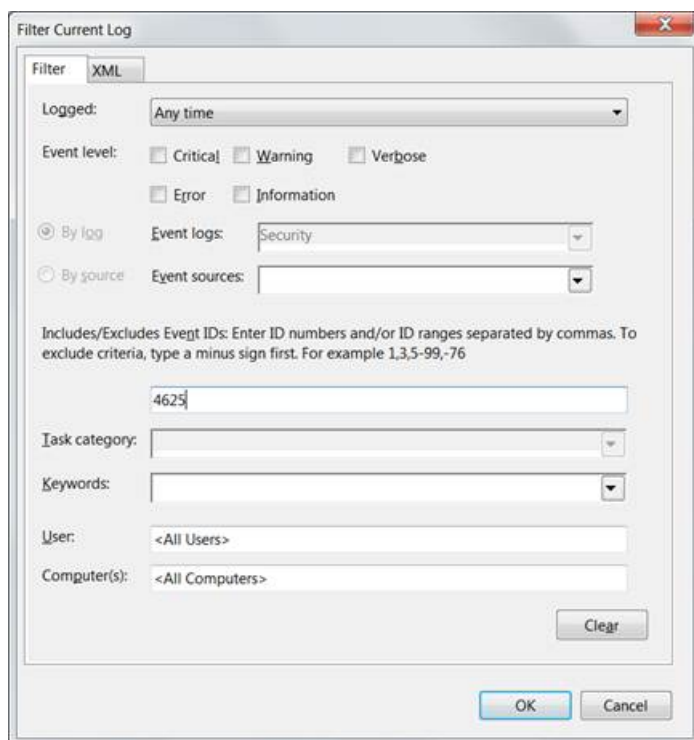 Filter Current Log
Filter XML
Logged: Any time
Event level: Critical Warning Verbose
Error Information
By log Event logs: Security
By source Event sources:
Includes/Excludes Event IDs: Enter ID numbers and/or ID ranges separated by commas. To
exclude criteria, type a minus sign first. For example 1,3,5-99,-76
4625
Task category:
Keywords:
User: <All Users>
Computer(s): <All Computers>
Clear
OK Cancel